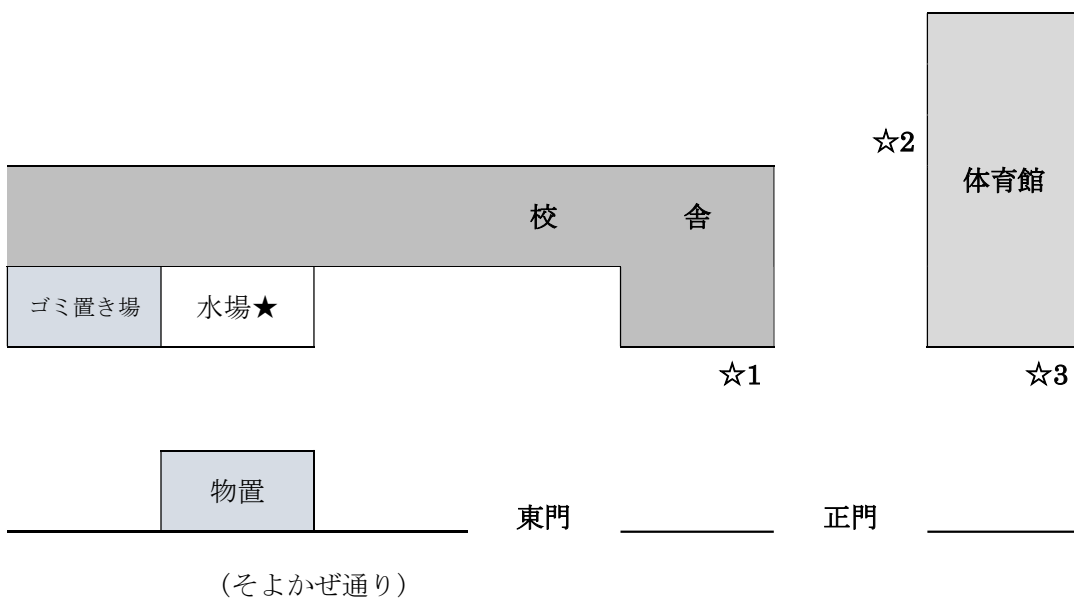 ☆2
体育館
校 舎
ゴミ置き場
水場★
☆1
☆3
物置
東門
正門
（そよかぜ通り）